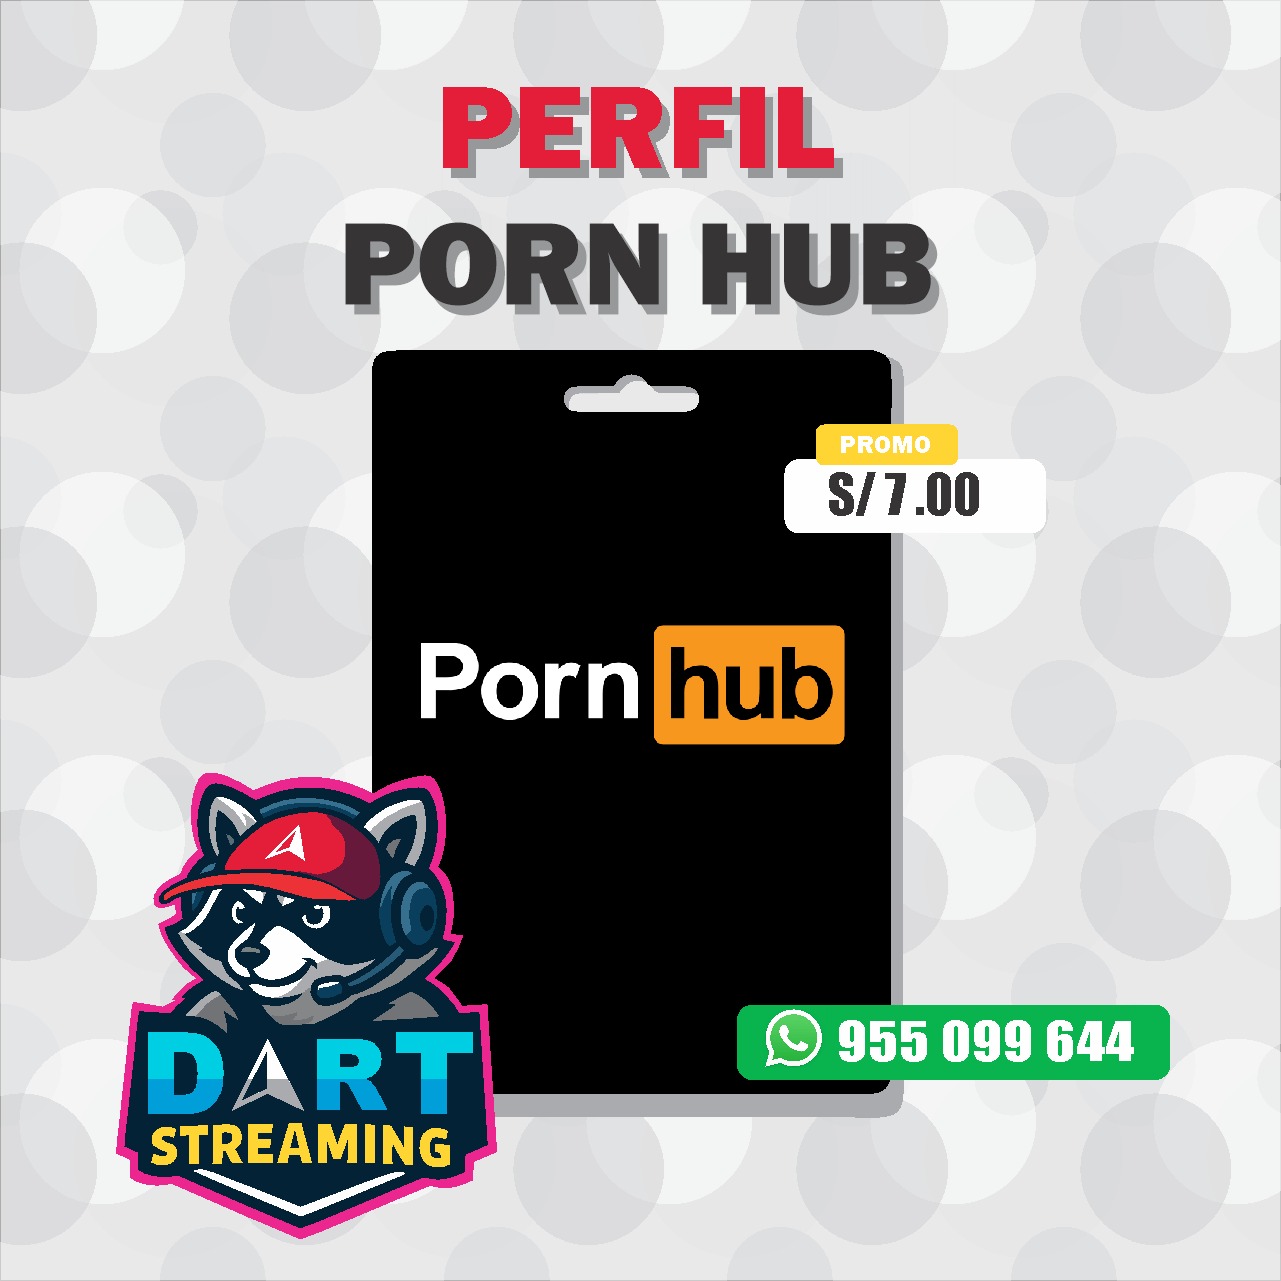 PERFIL
PORN HUB
PROMO
S/ 7.00
Porn hub
DART
STREAMING
955 099 644